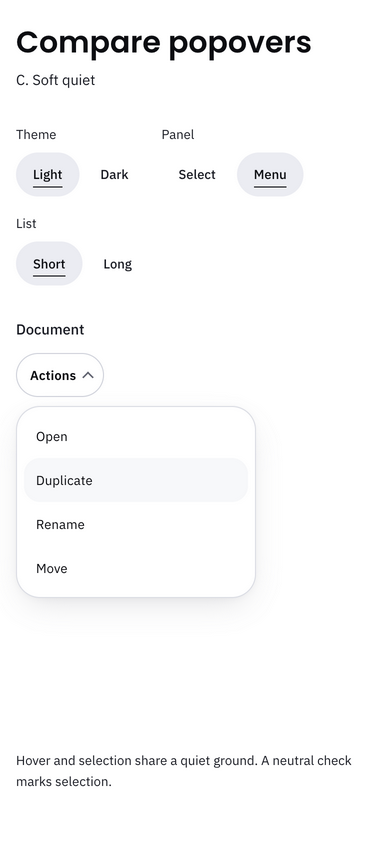 Compare popovers
C. Soft quiet
Theme
Panel
Light
Dark
Select
Menu
List
Short
Long
Document
Actions
Open
Duplicate
Rename
Move
Hover and selection share a quiet ground. A neutral check
marks selection.